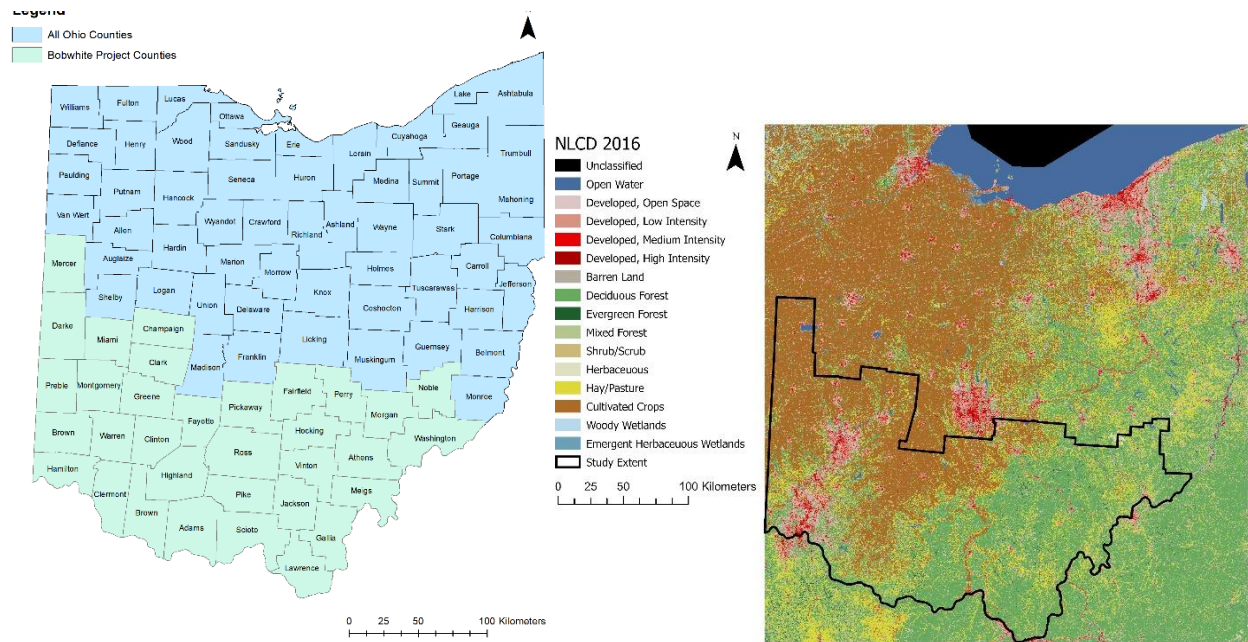 Legend
All Ohio Counties
Bobwhite Project Counties
Williams
Fulton
Lucas
Ottawa
Lake
Ashtabula
Geauga
Cuyahoga
Defiance
Henry
Wood
Sandusky
Erie
Lorain
Trumbull
Paulding
Putnam
Hancock
Seneca
Huron
Medina
Summit
Portage
Mahoning
Van Wert
Allen
Wyandot
Crawford
Richland
Ashland
Wayne
Stark
Columbiana
Mercer
Auglaize
Hardin
Marion
Morrow
Holmes
Tuscarawas
Carroll
Jefferson
Shelby
Logan
Union
Delaware
Knox
Coshocton
Harrison
Darke
Miami
Champaign
Clark
Madison
Franklin
Licking
Muskingum
Guernsey
Belmont
Preble
Montgomery
Greene
Pickaway
Fairfield
Perry
Morgan
Noble
Monroe
Fayette
Hocking
Washington
Brown
Warren
Clinton
Ross
Vinton
Athens
Hamilton
Clermont
Highland
Pike
Jackson
Meigs
Brown
Adams
Scioto
Gallia
Lawrence
0 25 50 100 Kilometers
NLCD 2016
Unclassified
Open Water
Developed, Open Space
Developed, Low Intensity
Developed, Medium Intensity
Developed, High Intensity
Barren Land
Deciduous Forest
Evergreen Forest
Mixed Forest
Shrub/Scrub
Herbaceuous
Hay/Pasture
Cultivated Crops
Woody Wetlands
Emergent Herbaceuous Wetlands
Study Extent
0 25 50 100 Kilometers
N